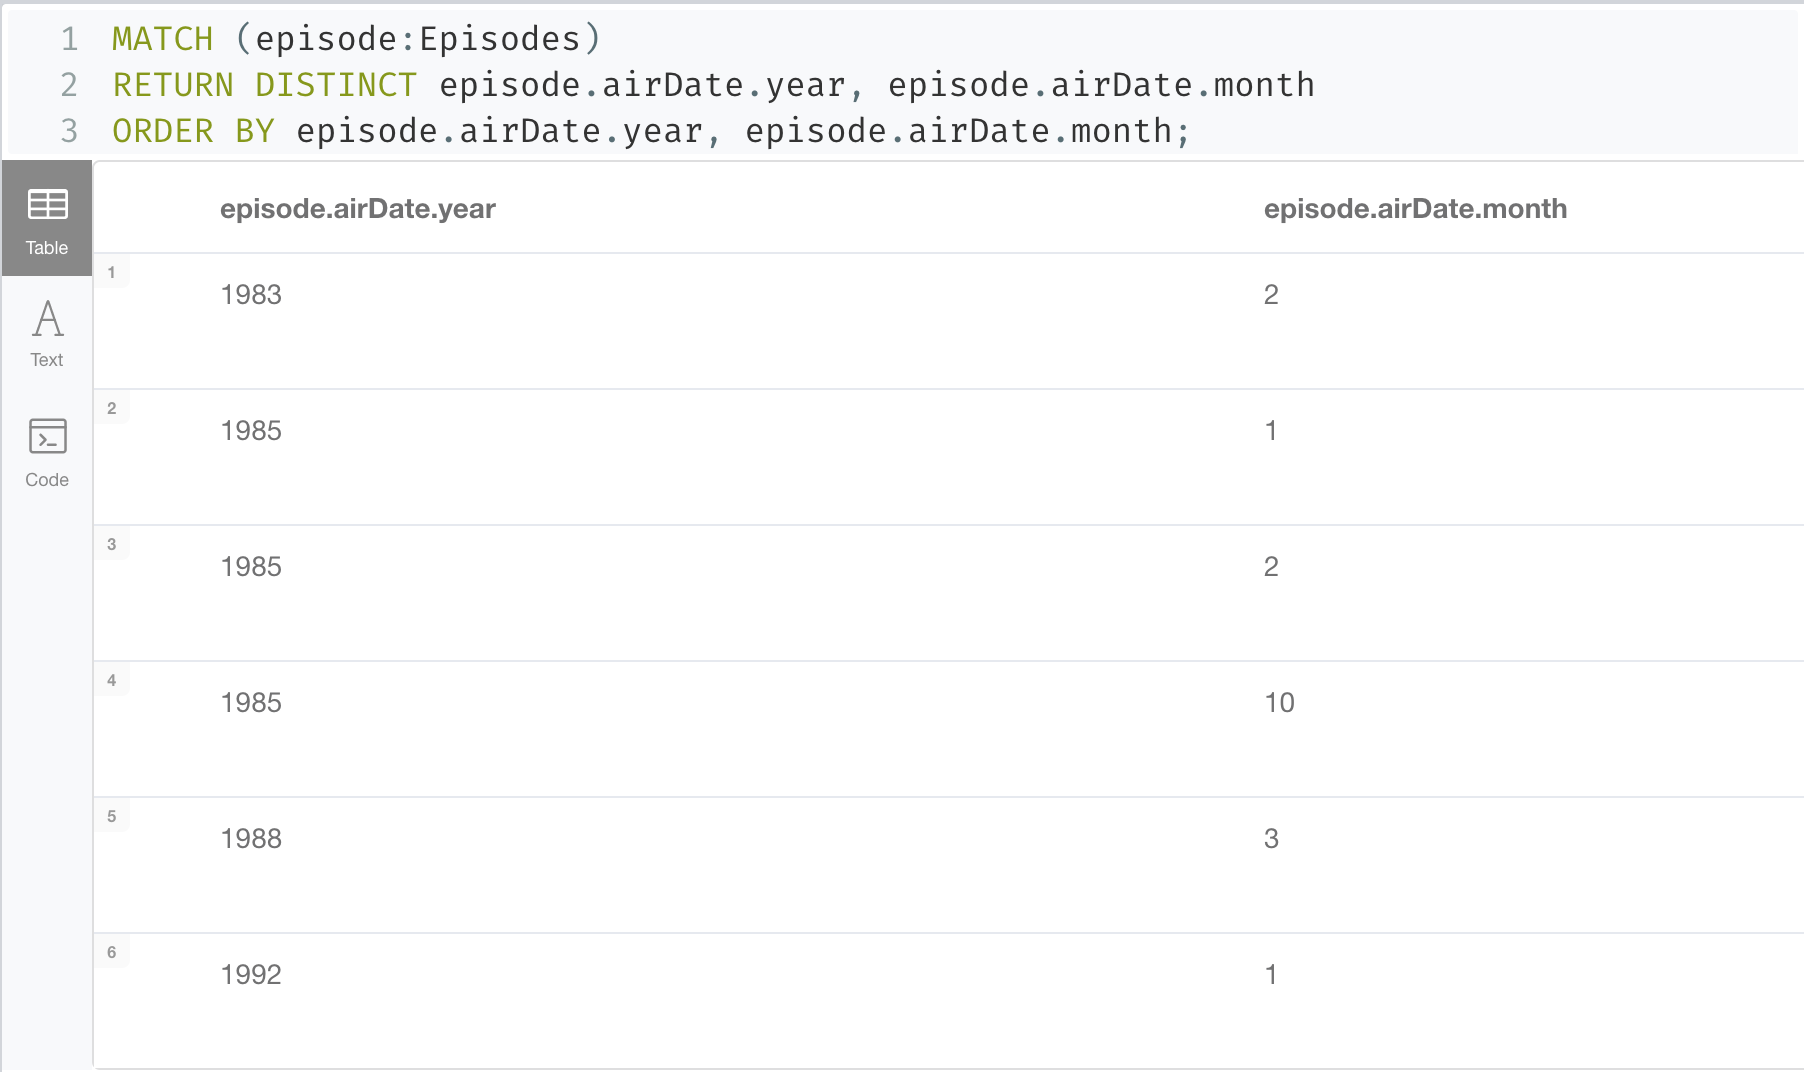 1 MATCH (episode:Episodes)
2 RETURN DISTINCT episode.airDate.year, episode.airDate.month
3 ORDER BY episode.airDate.year, episode.airDate.month;
Table
Text
Code
episode.airDate.year episode.airDate.month
1 1983 2
2 1985 1
3 1985 2
4 1985 10
5 1988 3
6 1992 1